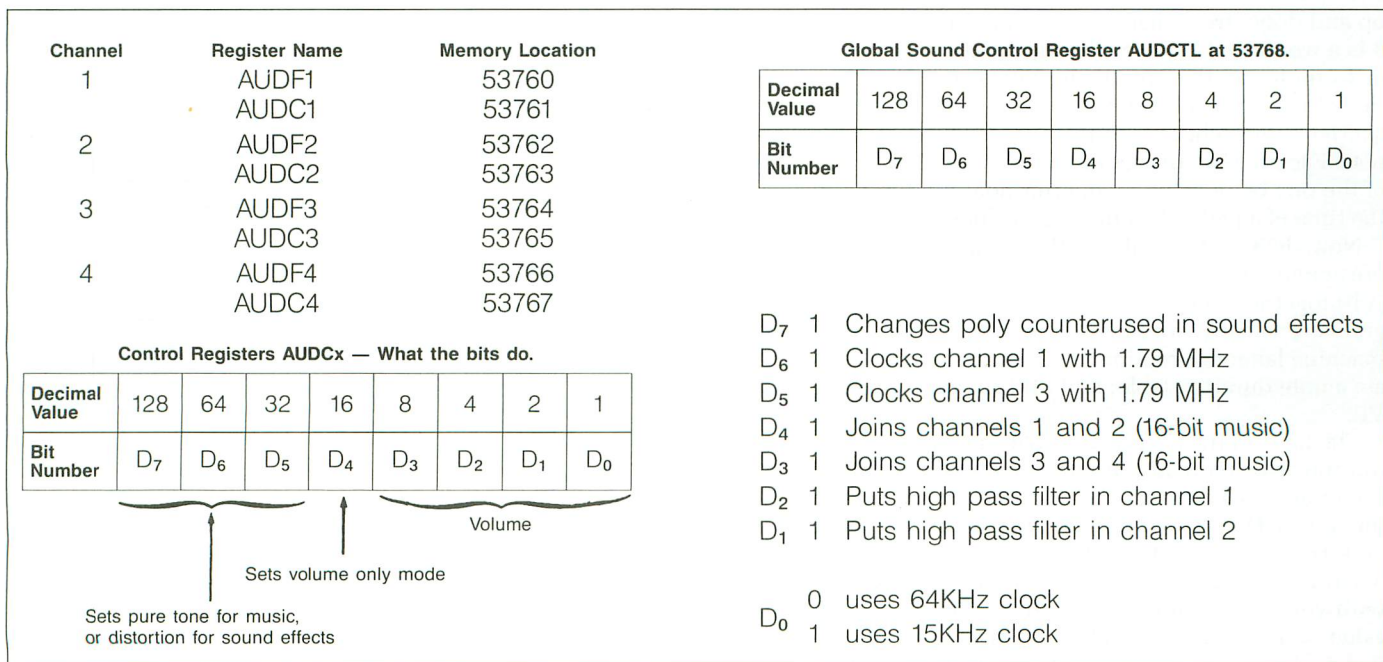 Channel Register Name Memory Location
1 AUDF1 53760
AUDC1 53761
2 AUDF2 53762
AUDC2 53763
3 AUDF3 53764
AUDC3 53765
4 AUDF4 53766
AUDC4 53767
Control Registers AUDCx — What the bits do.
Decimal Value 128 64 32 16 8 4 2 1
Bit Number D₇ D₆ D₅ D₄ D₃ D₂ D₁ D₀
Volume
Sets volume only mode
Sets pure tone for music,
or distortion for sound effects
Global Sound Control Register AUDCTL at 53768.
Decimal Value 128 64 32 16 8 4 2 1
Bit Number D₇ D₆ D₅ D₄ D₃ D₂ D₁ D₀
D₇ 1 Changes poly counterused in sound effects
D₆ 1 Clocks channel 1 with 1.79 MHz
D₅ 1 Clocks channel 3 with 1.79 MHz
D₄ 1 Joins channels 1 and 2 (16-bit music)
D₃ 1 Joins channels 3 and 4 (16-bit music)
D₂ 1 Puts high pass filter in channel 1
D₁ 1 Puts high pass filter in channel 2
D₀ 0 uses 64KHz clock
1 uses 15KHz clock